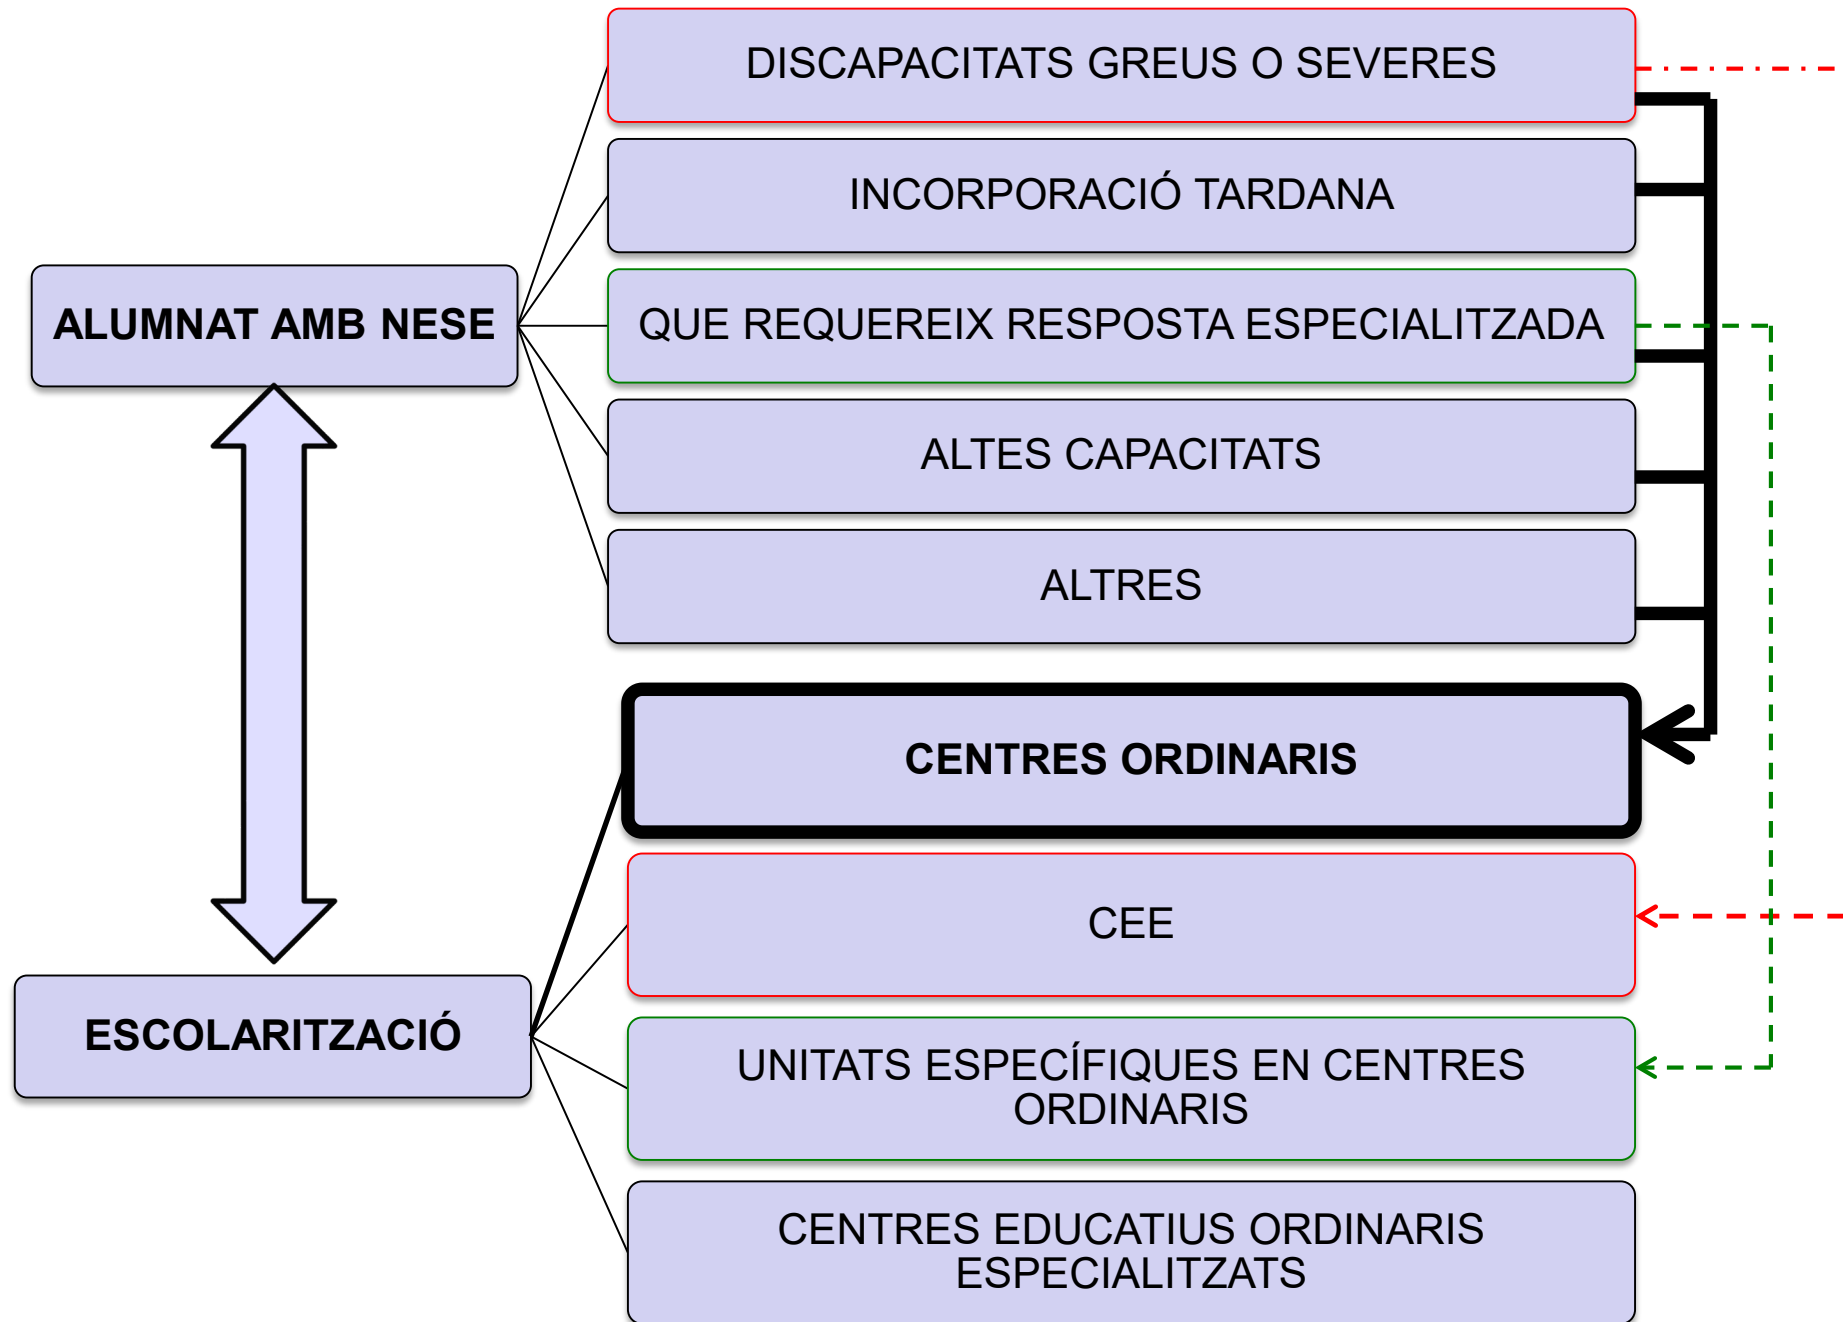 DISCAPACITATS GREUS O SEVERES
INCORPORACIÓ TARDANA
ALUMNAT AMB NESE
QUE REQUEREIX RESPOSTA ESPECIALITZADA
ALTES CAPACITATS
ALTRES
CENTRES ORDINARIS
CEE
ESCOLARITZACIÓ
UNITATS ESPECÍFIQUES EN CENTRES
ORDINARIS
CENTRES EDUCATIUS ORDINARIS
ESPECIALITZATS